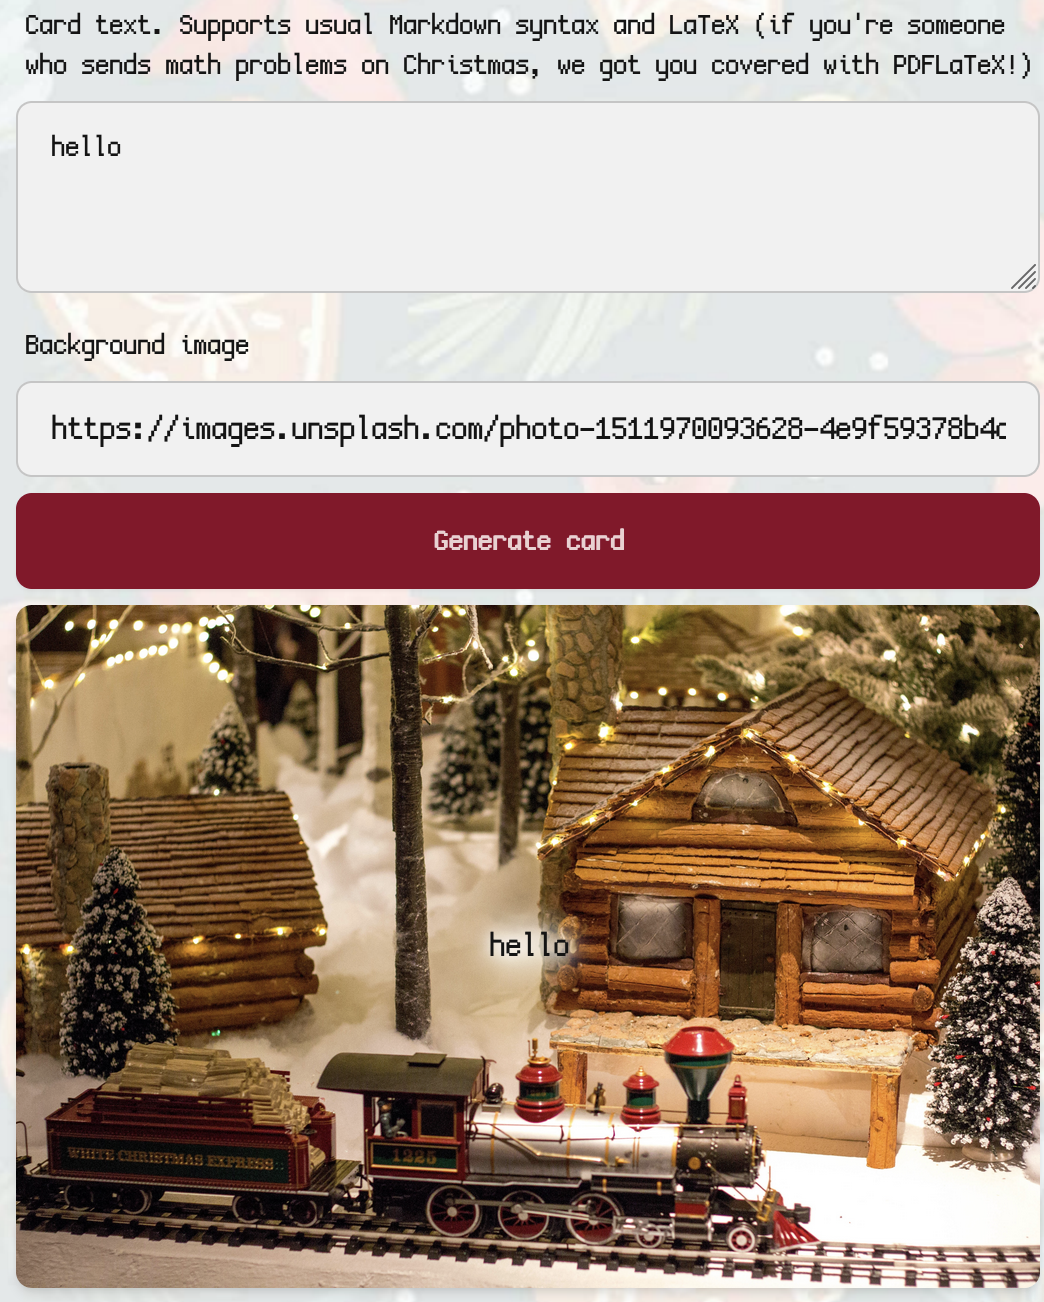 Card text. Supports usual Markdown syntax and LaTeX (if you're someone
who sends math problems on Christmas, we got you covered with PDFLaTeX!)
hello
Background image
https://images.unsplash.com/photo-1511970093628-4e9f59378b4c
Generate card
hello
WHITE CHRISTMAS EXPRESS
1225